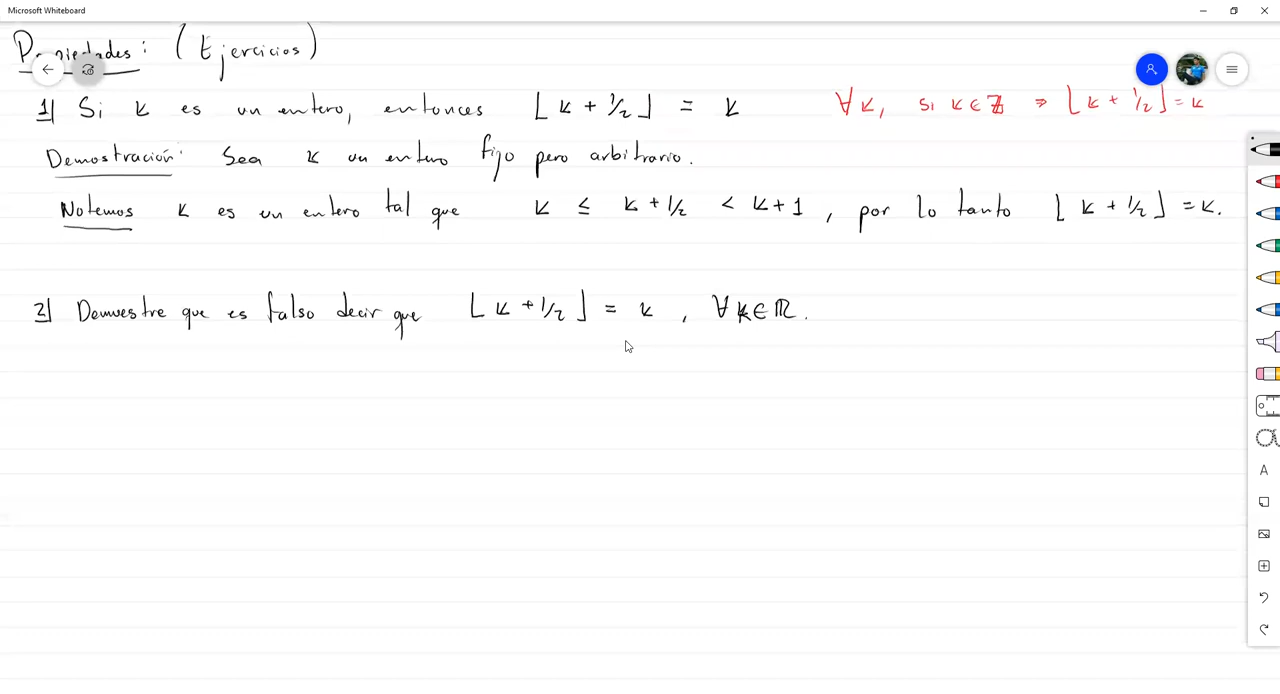 Microsoft Whiteboard
Propiedades: (Ejercicios)
1) Si k es un entero, entonces ⌊k + 1/2⌋ = k
∀k, si k∈ℤ ⇒ ⌊k + 1/2⌋ = k
Demostración: Sea k un entero fijo pero arbitrario.
Notemos k es un entero tal que k ≤ k + 1/2 < k + 1, por lo tanto ⌊k + 1/2⌋ = k.
2) Demuestre que es falso decir que ⌊k + 1/2⌋ = k, ∀k∈ℝ.
A